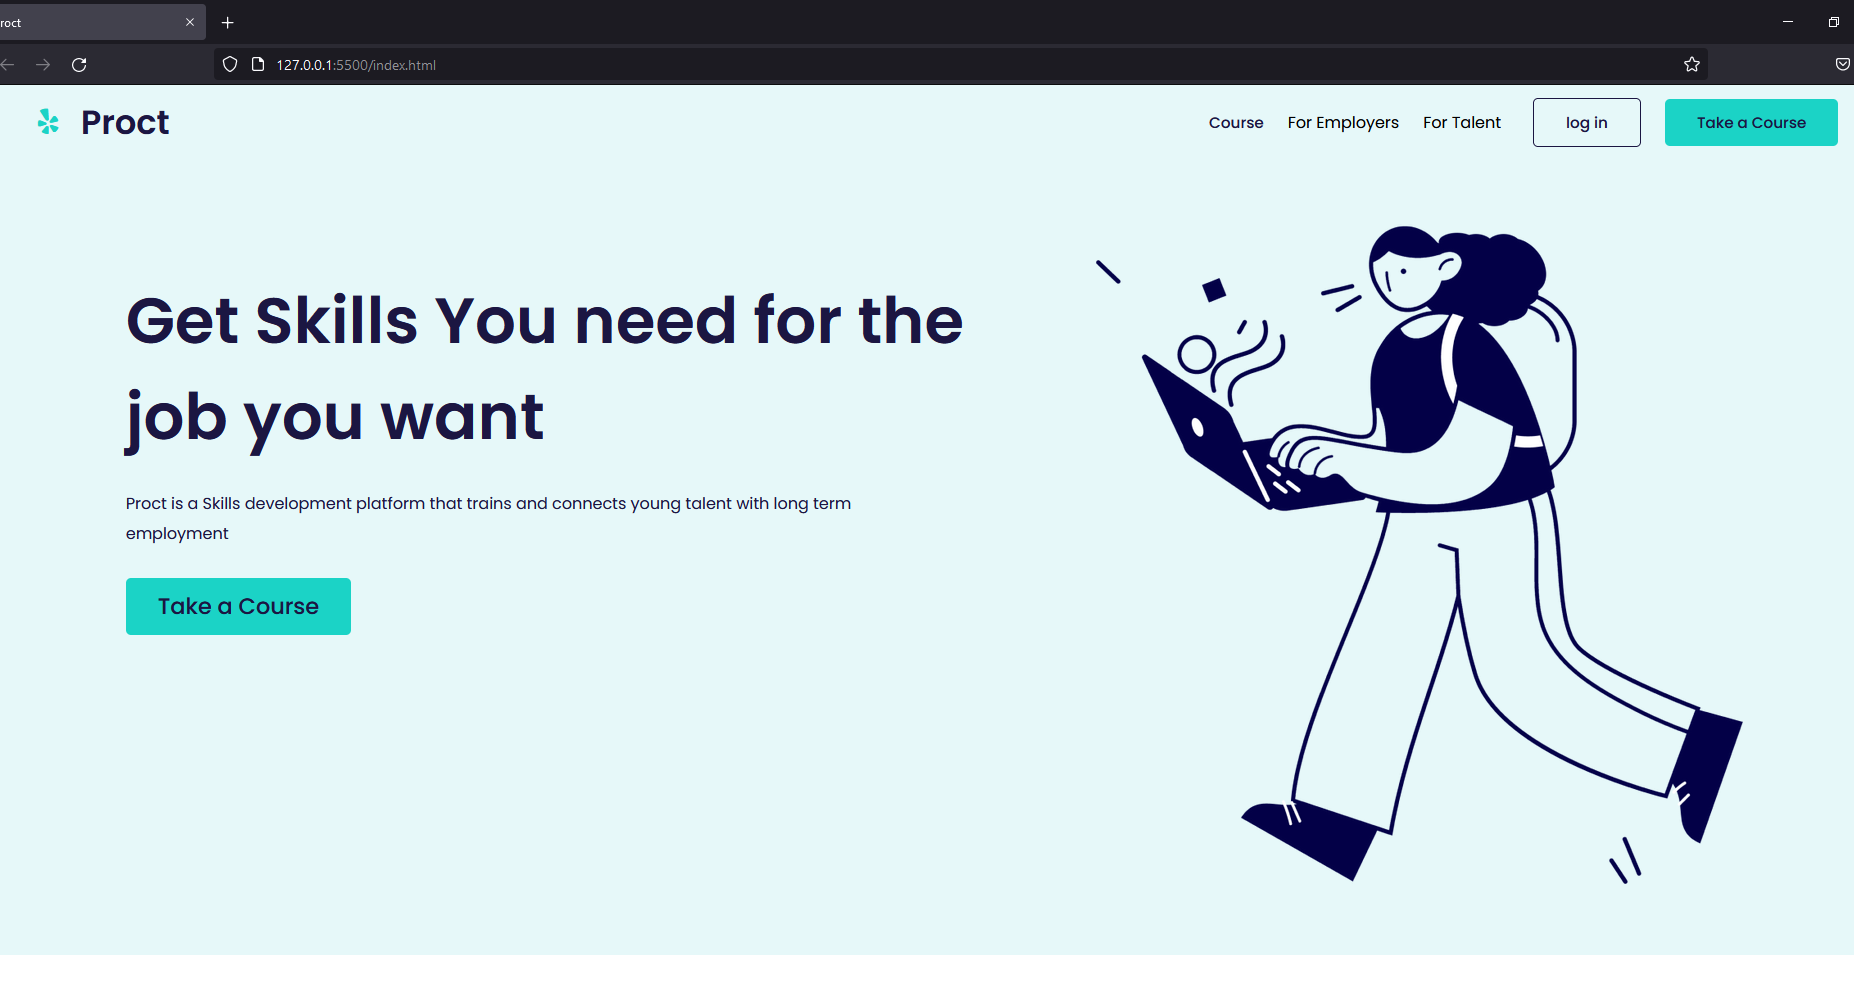 roct
127.0.0.1:5500/index.html
Proct
Course For Employers For Talent log in Take a Course
Get Skills You need for the
job you want
Proct is a Skills development platform that trains and connects young talent with long term
employment
Take a Course